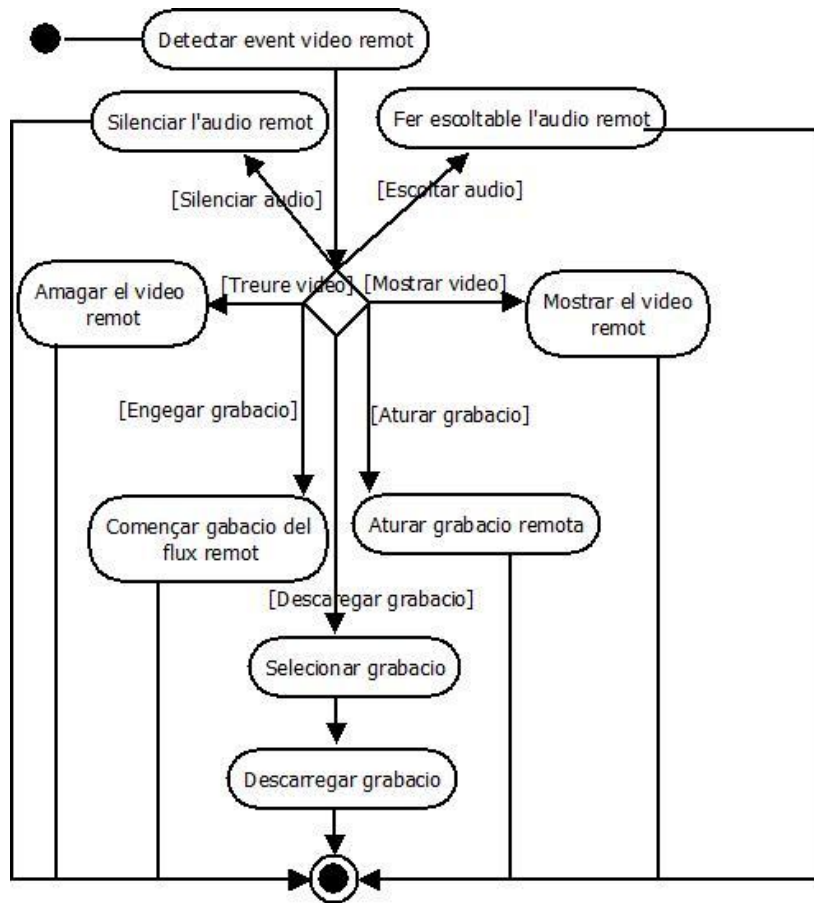 Detectar event video remot
Silenciar l'audio remot
Fer escoltable l'audio remot
[Silenciar audio]
[Escoltar audio]
[Treure video]
[Mostrar video]
Amagar el video
remot
Mostrar el video
remot
[Engegar grabacio]
[Aturar grabacio]
Començar gabacio del
flux remot
Aturar grabacio remota
[Descaregar grabacio]
Selecionar grabacio
Descarregar grabacio